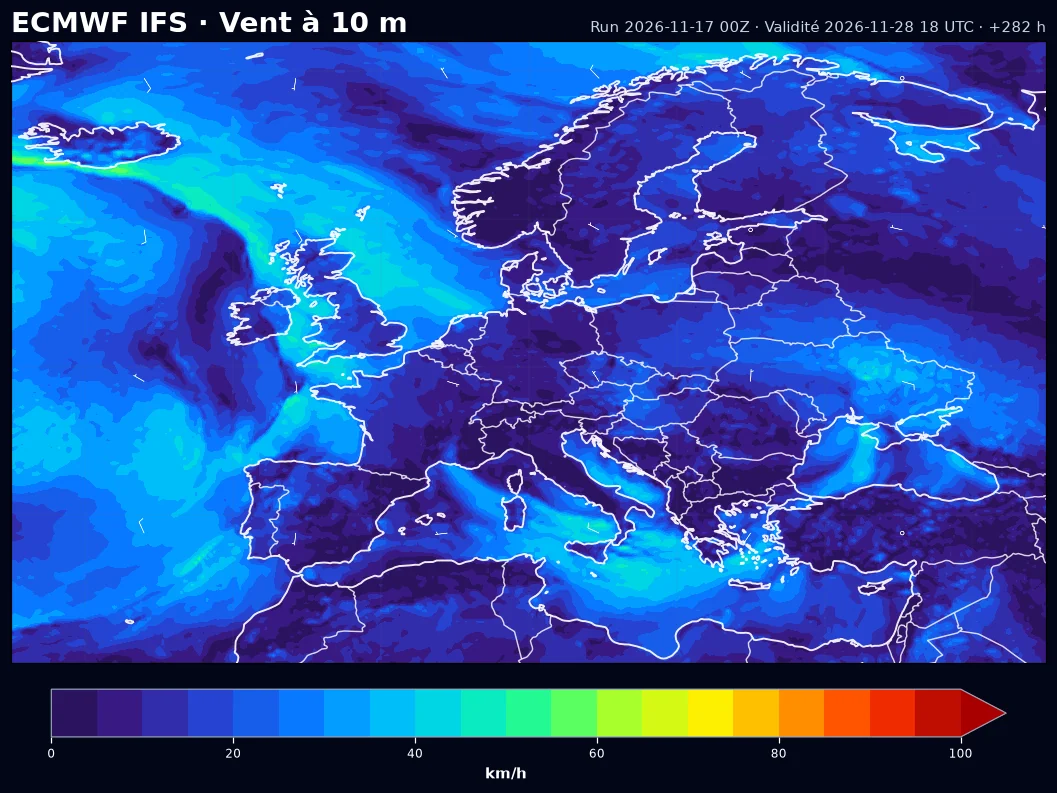 ECMWF IFS · Vent à 10 m
Run 2026-11-17 00Z · Validité 2026-11-28 18 UTC · +282 h
0 20 40 60 80 100
km/h